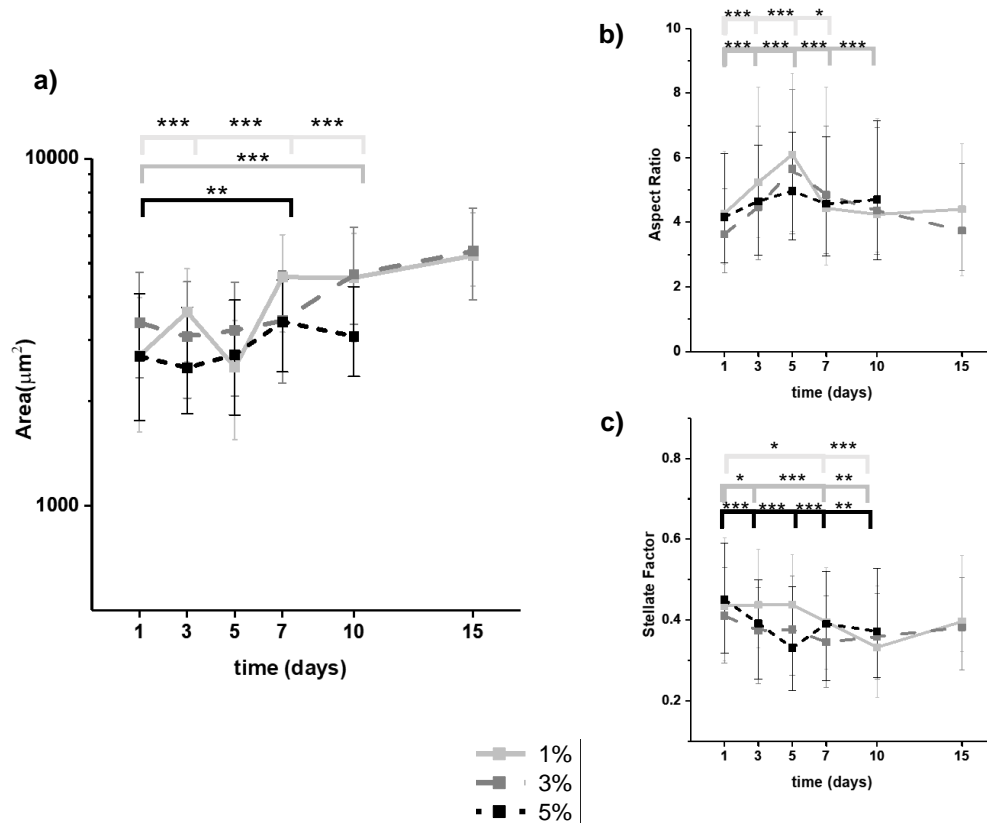 a)
*** *** ***
***
**
10000
1000
Area(μm²)
1 3 5 7 10 15
time (days)
b)
*** *** *
*** *** *** ***
10
8
6
4
2
0
Aspect Ratio
1 3 5 7 10 15
time (days)
c)
* ***
* *** **
*** *** *** **
0.8
0.6
0.4
0.2
Stellate Factor
1 3 5 7 10 15
time (days)
1%
3%
5%